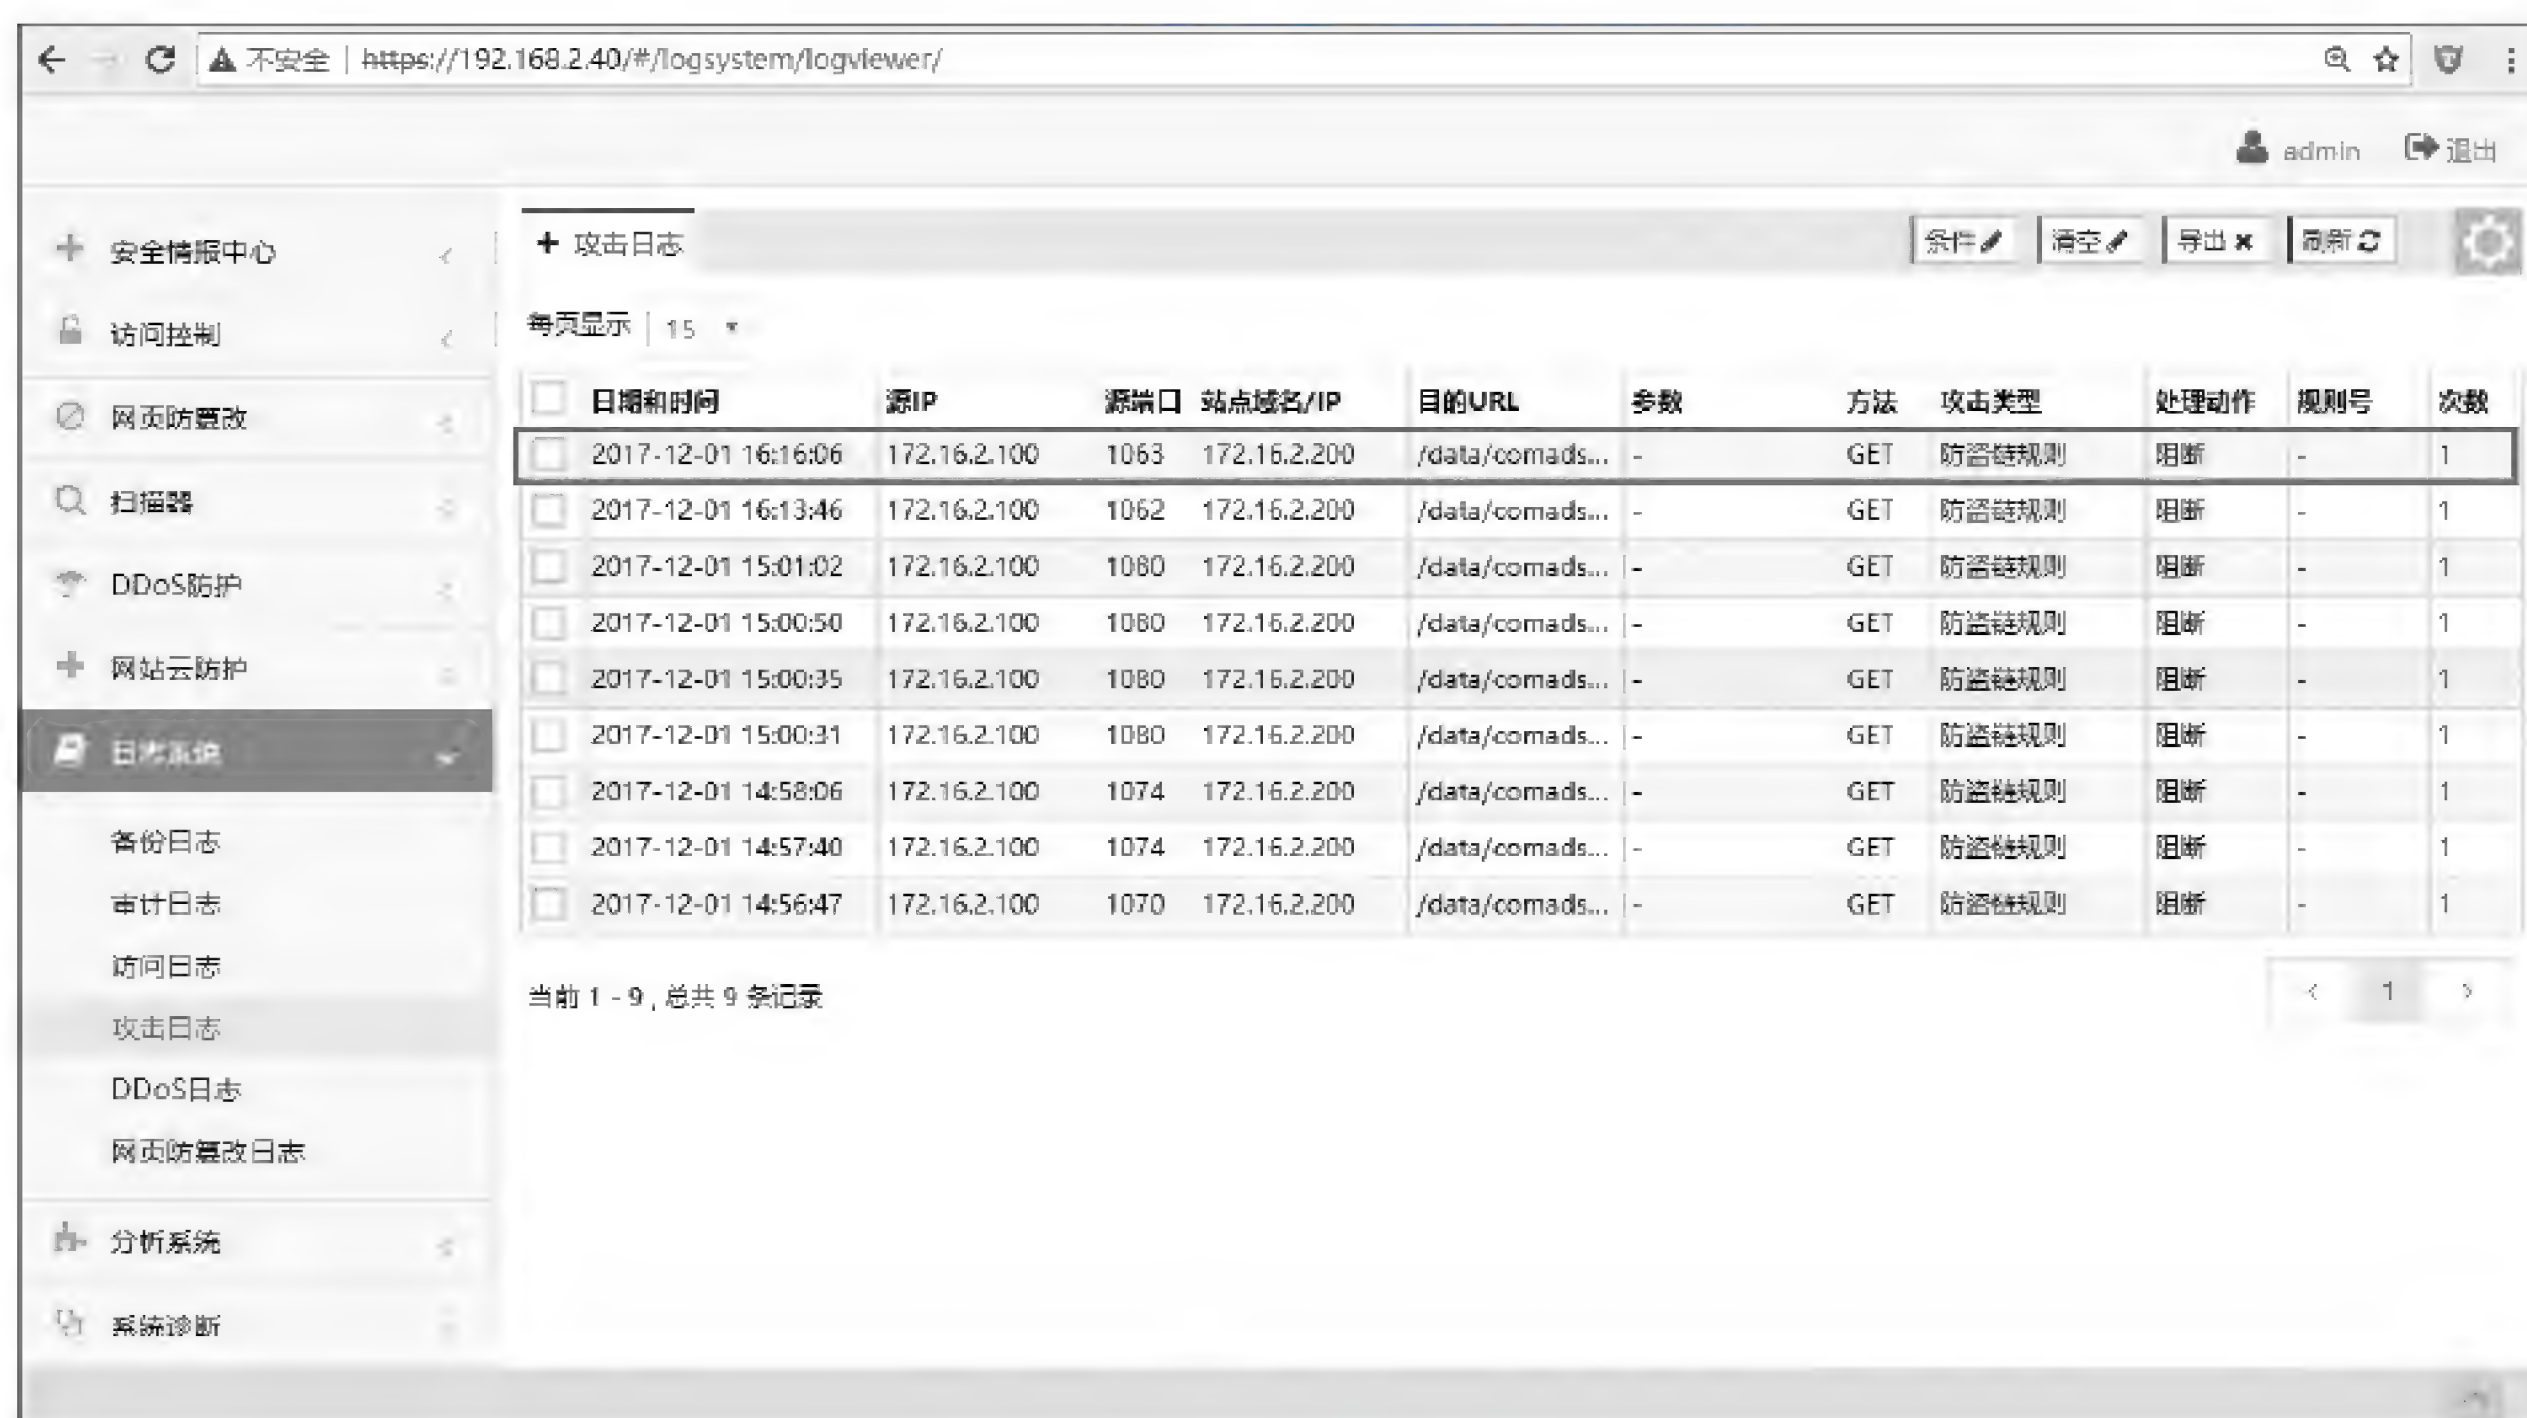 不安全 | https://192.168.2.40/#/logsystem/logviewer/
admin 退出
安全情报中心
访问控制
网页防篡改
扫描器
DDoS防护
网站云防护
日志系统
备份日志
审计日志
访问日志
攻击日志
DDoS日志
网页防篡改日志
分析系统
系统诊断
+ 攻击日志 条件 清空 导出 刷新
每页显示 15
日期和时间 源IP 源端口 站点域名/IP 目的URL 参数 方法 攻击类型 处理动作 规则号 次数
2017-12-01 16:16:06 172.16.2.100 1063 172.16.2.200 /data/comads... - GET 防盗链规则 阻断 - 1
2017-12-01 16:13:46 172.16.2.100 1062 172.16.2.200 /data/comads... - GET 防盗链规则 阻断 - 1
2017-12-01 15:01:02 172.16.2.100 1080 172.16.2.200 /data/comads... - GET 防盗链规则 阻断 - 1
2017-12-01 15:00:50 172.16.2.100 1080 172.16.2.200 /data/comads... - GET 防盗链规则 阻断 - 1
2017-12-01 15:00:35 172.16.2.100 1080 172.16.2.200 /data/comads... - GET 防盗链规则 阻断 - 1
2017-12-01 15:00:31 172.16.2.100 1080 172.16.2.200 /data/comads... - GET 防盗链规则 阻断 - 1
2017-12-01 14:58:06 172.16.2.100 1074 172.16.2.200 /data/comads... - GET 防盗链规则 阻断 - 1
2017-12-01 14:57:40 172.16.2.100 1074 172.16.2.200 /data/comads... - GET 防盗链规则 阻断 - 1
2017-12-01 14:56:47 172.16.2.100 1070 172.16.2.200 /data/comads... - GET 防盗链规则 阻断 - 1
当前 1 - 9 , 总共 9 条记录
< 1 >